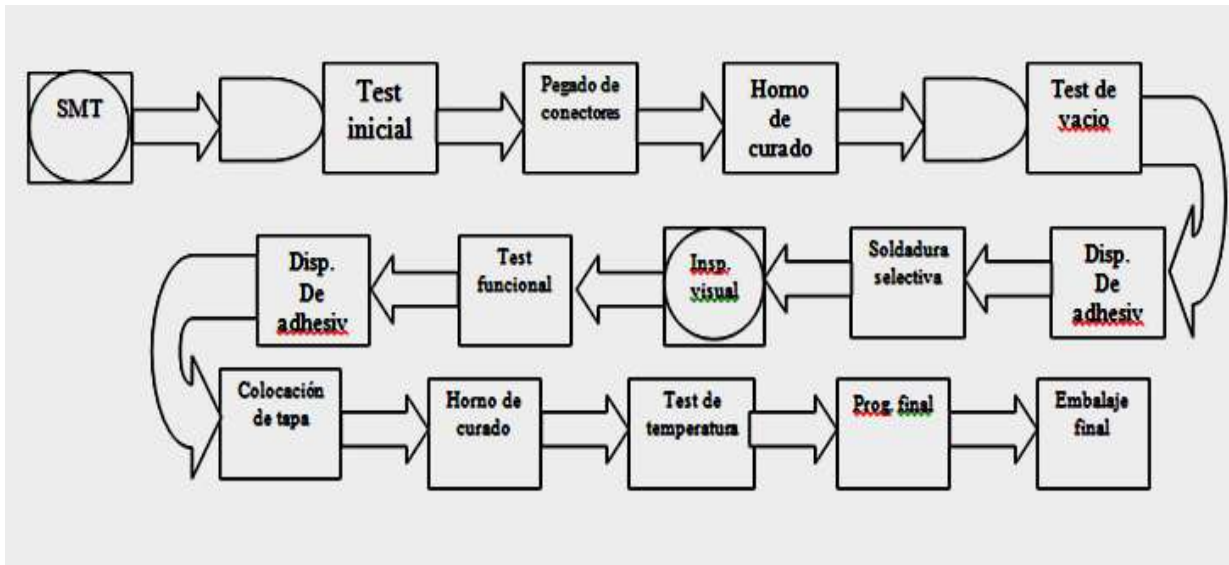 SMT
Test
inicial
Pegado de
conectores
Horno
de
curado
Test de
vacio
Disp.
De
adhesiv
Soldadura
selectiva
Insp.
visual
Test
funcional
Disp.
De
adhesiv
Colocación
de tapa
Horno de
curado
Test de
temperatura
Prog. final
Embalaje
final